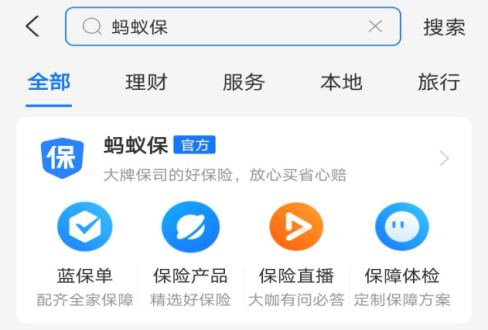 蚂蚁保 搜索
全部 理财 服务 本地 旅行
保 蚂蚁保 官方
大牌保司的好保险，放心买省心赔
蓝保单 保险产品 保险直播 保障体检
配齐全家保障 精选好保险 大咖有问必答 定制保障方案